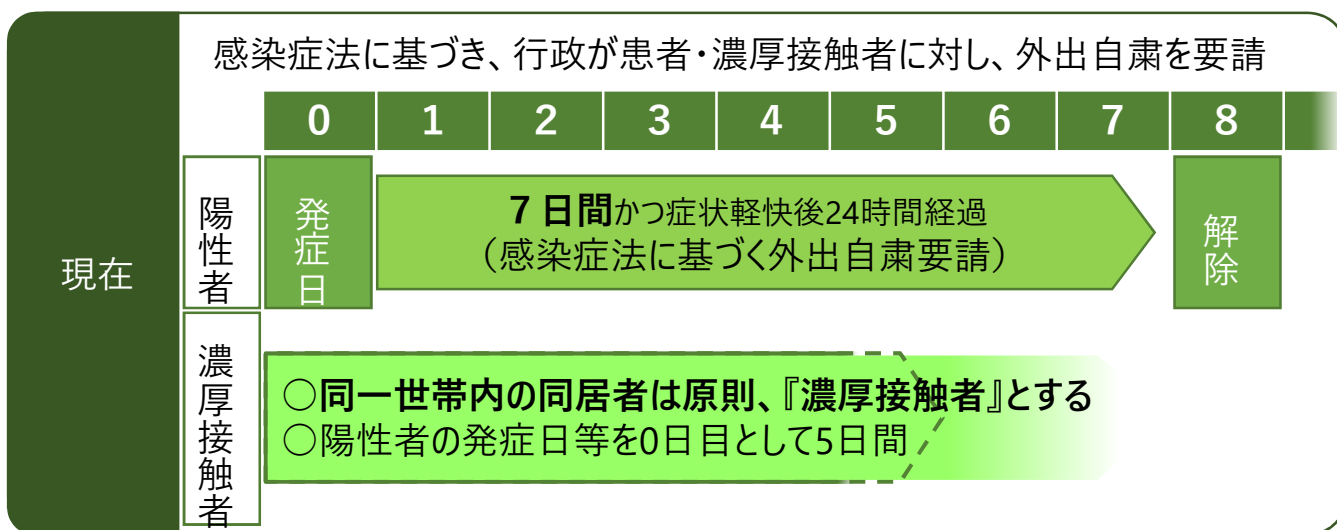 感染症法に基づき、行政が患者・濃厚接触者に対し、外出自粛を要請
0 1 2 3 4 5 6 7 8
現在
陽性者
発症日
７日間かつ症状軽快後24時間経過
（感染症法に基づく外出自粛要請）
解除
濃厚接触者
○同一世帯内の同居者は原則、『濃厚接触者』とする
○陽性者の発症日等を0日目として5日間